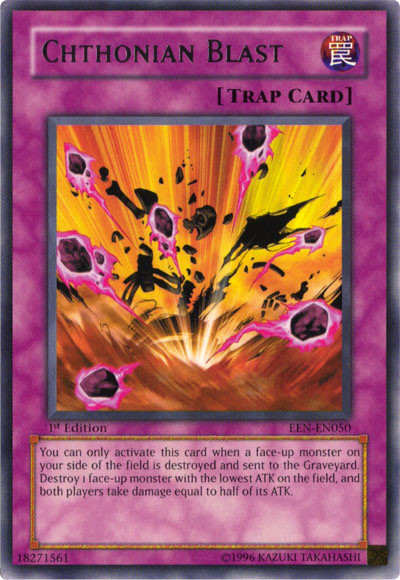 CHTHONIAN BLAST
TRAP
罠
[TRAP CARD]
1st Edition
EEN-EN050
You can only activate this card when a face-up monster on
your side of the field is destroyed and sent to the Graveyard.
Destroy 1 face-up monster with the lowest ATK on the field, and
both players take damage equal to half of its ATK.
18271561
©1996 KAZUKI TAKAHASHI